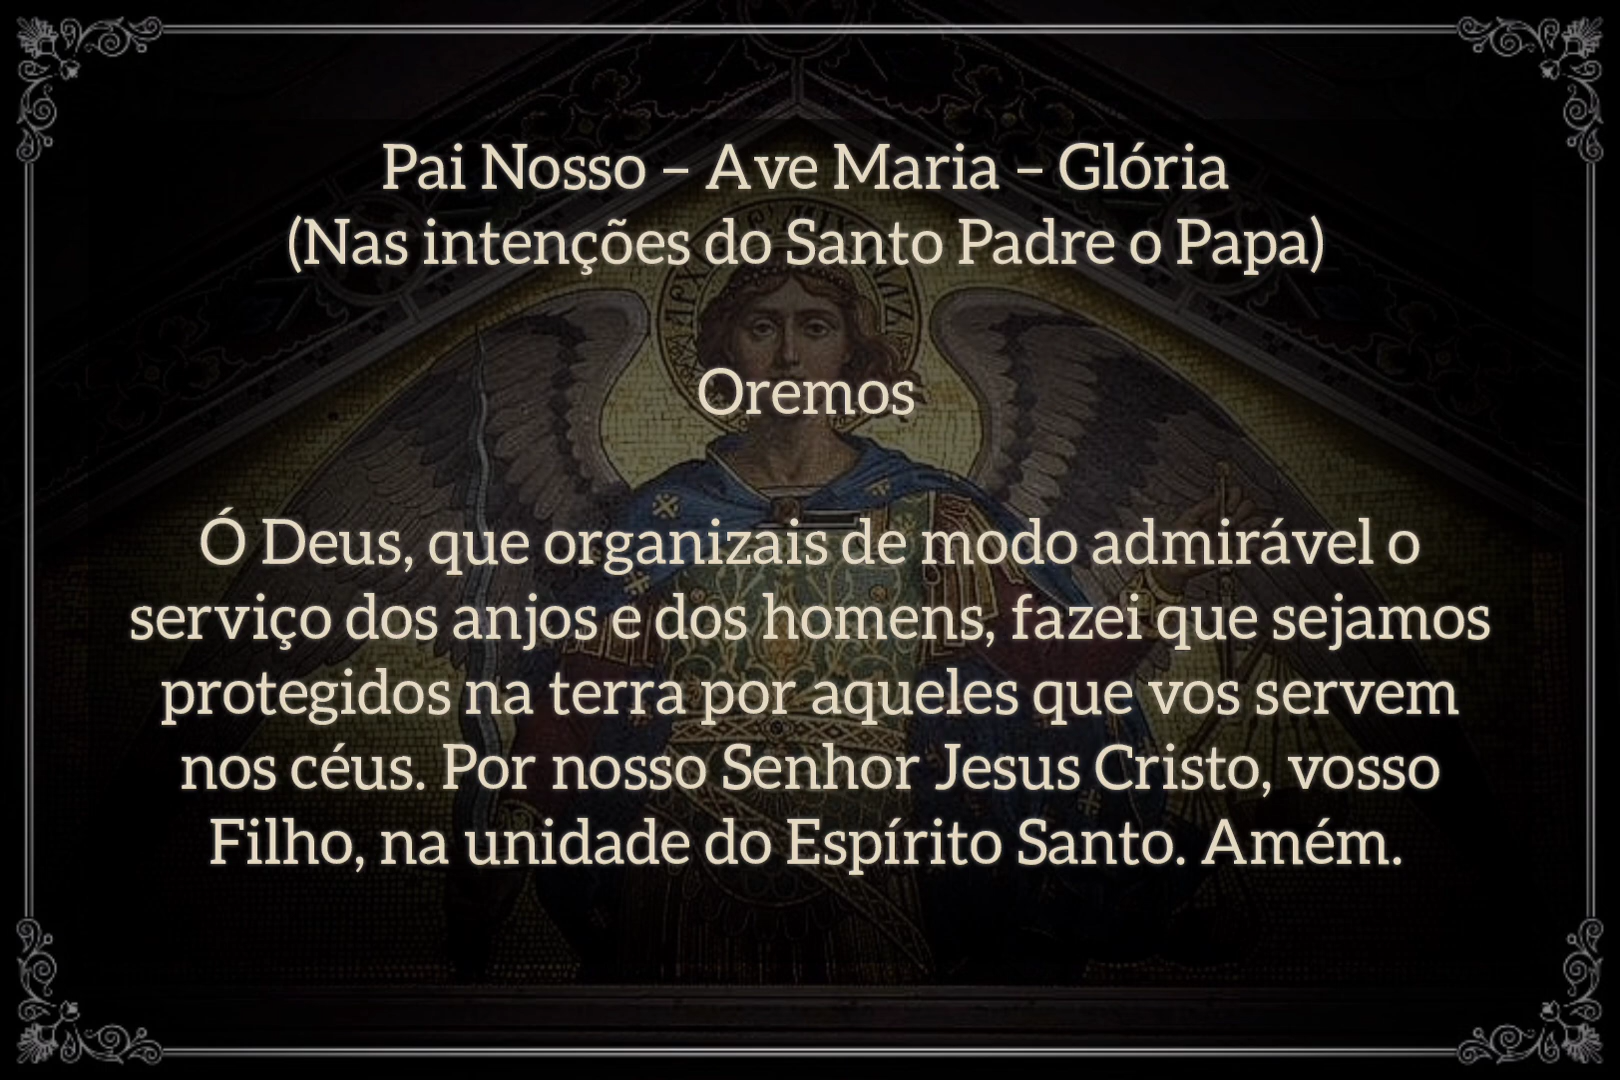 Pai Nosso – Ave Maria – Glória
(Nas intenções do Santo Padre o Papa)
Oremos
Ó Deus, que organizais de modo admirável o
serviço dos anjos e dos homens, fazei que sejamos
protegidos na terra por aqueles que vos servem
nos céus. Por nosso Senhor Jesus Cristo, vosso
Filho, na unidade do Espírito Santo. Amém.